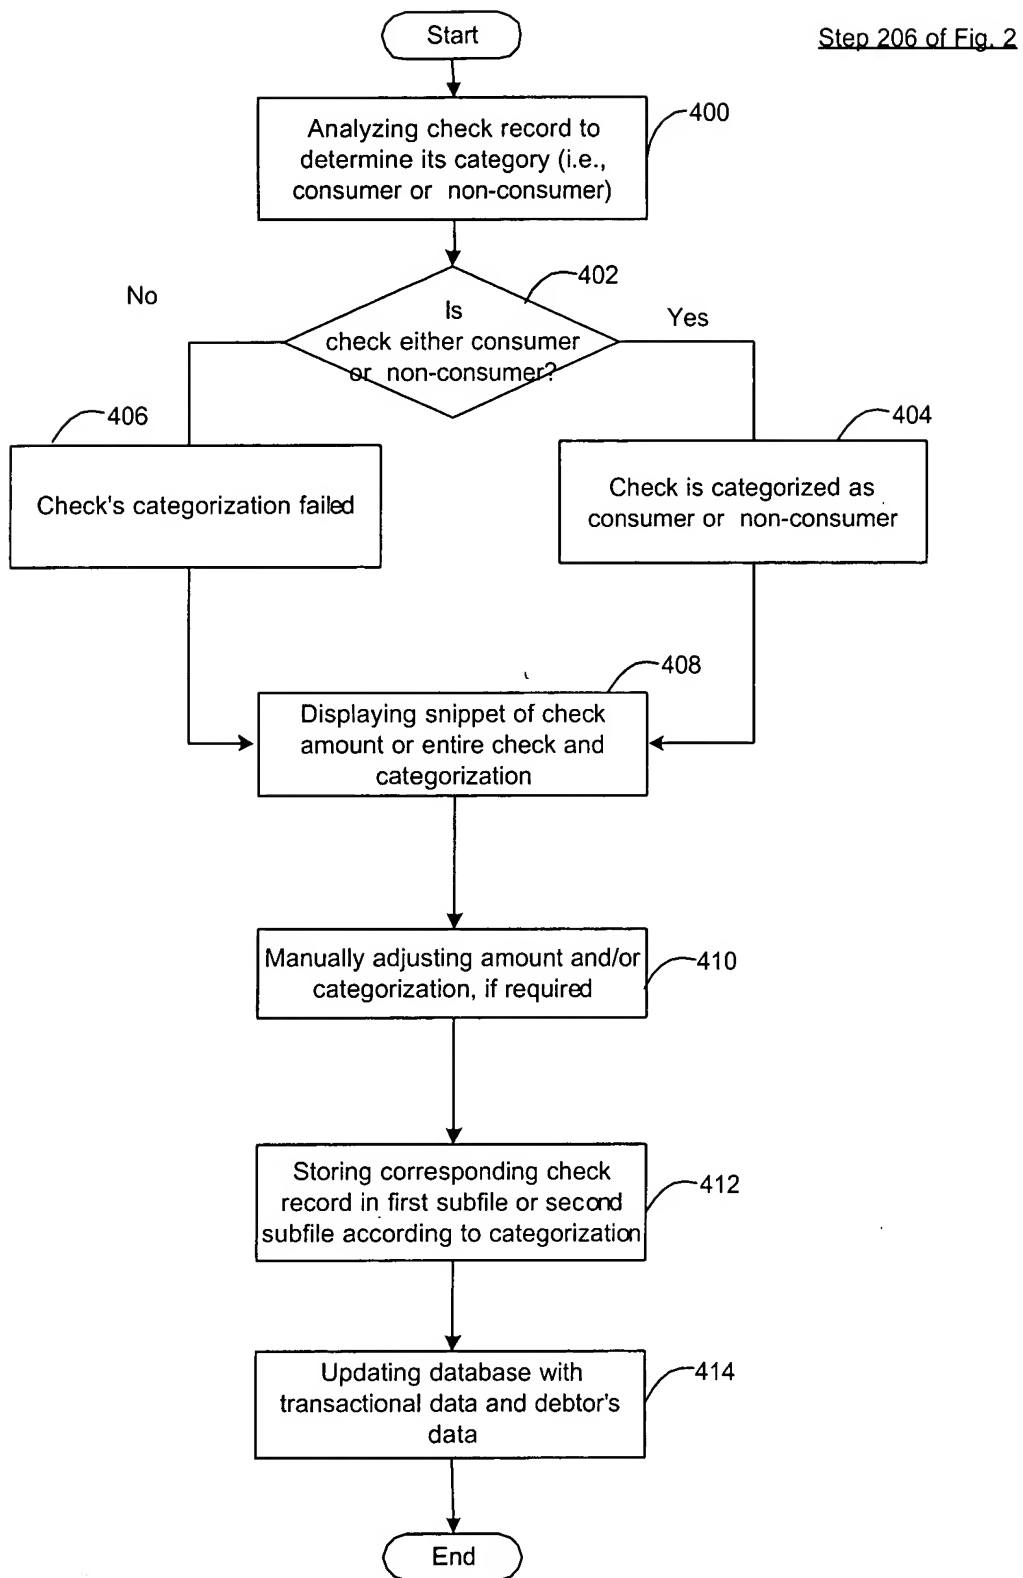 Start
Step 206 of Fig. 2
Analyzing check record to
determine its category (i.e.,
consumer or non-consumer)
400
402
No
Is
check either consumer
or non-consumer?
Yes
406
404
Check's categorization failed
Check is categorized as
consumer or non-consumer
408
Displaying snippet of check
amount or entire check and
categorization
Manually adjusting amount and/or
categorization, if required
410
Storing corresponding check
record in first subfile or second
subfile according to categorization
412
Updating database with
transactional data and debtor's
data
414
End